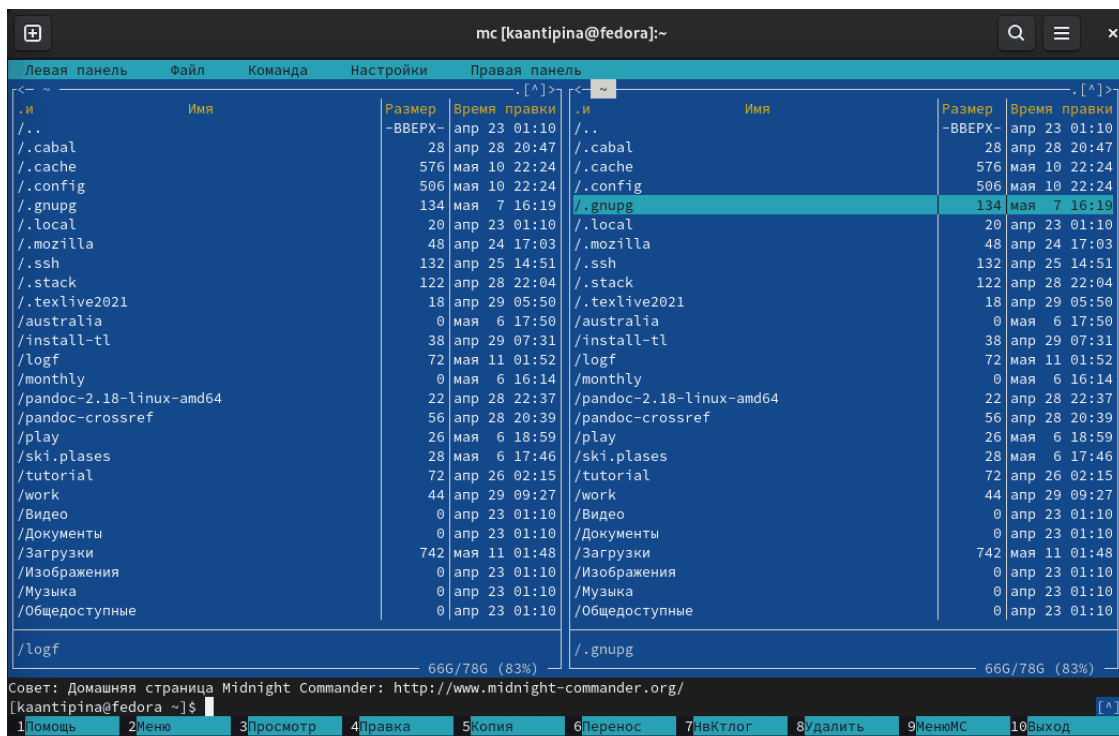 mc [kaantipina@fedora]:~
Левая панель Файл Команда Настройки Правая панель
<- ~ .[^]> <- ~ .[^]>
.и Имя Размер Время правки .и Имя Размер Время правки
/.. -ВВЕРХ- апр 23 01:10 /.. -ВВЕРХ- апр 23 01:10
/.cabal 28 апр 28 20:47 /.cabal 28 апр 28 20:47
/.cache 576 мая 10 22:24 /.cache 576 мая 10 22:24
/.config 506 мая 10 22:24 /.config 506 мая 10 22:24
/.gnupg 134 мая 7 16:19 /.gnupg 134 мая 7 16:19
/.local 20 апр 23 01:10 /.local 20 апр 23 01:10
/.mozilla 48 апр 24 17:03 /.mozilla 48 апр 24 17:03
/.ssh 132 апр 25 14:51 /.ssh 132 апр 25 14:51
/.stack 122 апр 28 22:04 /.stack 122 апр 28 22:04
/.texlive2021 18 апр 29 05:50 /.texlive2021 18 апр 29 05:50
/australia 0 мая 6 17:50 /australia 0 мая 6 17:50
/install-tl 38 апр 29 07:31 /install-tl 38 апр 29 07:31
/logf 72 мая 11 01:52 /logf 72 мая 11 01:52
/monthly 0 мая 6 16:14 /monthly 0 мая 6 16:14
/pandoc-2.18-linux-amd64 22 апр 28 22:37 /pandoc-2.18-linux-amd64 22 апр 28 22:37
/pandoc-crossref 56 апр 28 20:39 /pandoc-crossref 56 апр 28 20:39
/play 26 мая 6 18:59 /play 26 мая 6 18:59
/ski.plases 28 мая 6 17:46 /ski.plases 28 мая 6 17:46
/tutorial 72 апр 26 02:15 /tutorial 72 апр 26 02:15
/work 44 апр 29 09:27 /work 44 апр 29 09:27
/Видео 0 апр 23 01:10 /Видео 0 апр 23 01:10
/Документы 0 апр 23 01:10 /Документы 0 апр 23 01:10
/Загрузки 742 мая 11 01:48 /Загрузки 742 мая 11 01:48
/Изображения 0 апр 23 01:10 /Изображения 0 апр 23 01:10
/Музыка 0 апр 23 01:10 /Музыка 0 апр 23 01:10
/Общедоступные 0 апр 23 01:10 /Общедоступные 0 апр 23 01:10
/logf /.gnupg
66G/78G (83%) 66G/78G (83%)
Совет: Домашняя страница Midnight Commander: http://www.midnight-commander.org/
[kaantipina@fedora ~]$ [^]
1Помощь 2Меню 3Просмотр 4Правка 5Копия 6Перенос 7НвКтлог 8Удалить 9МенюМС 10Выход